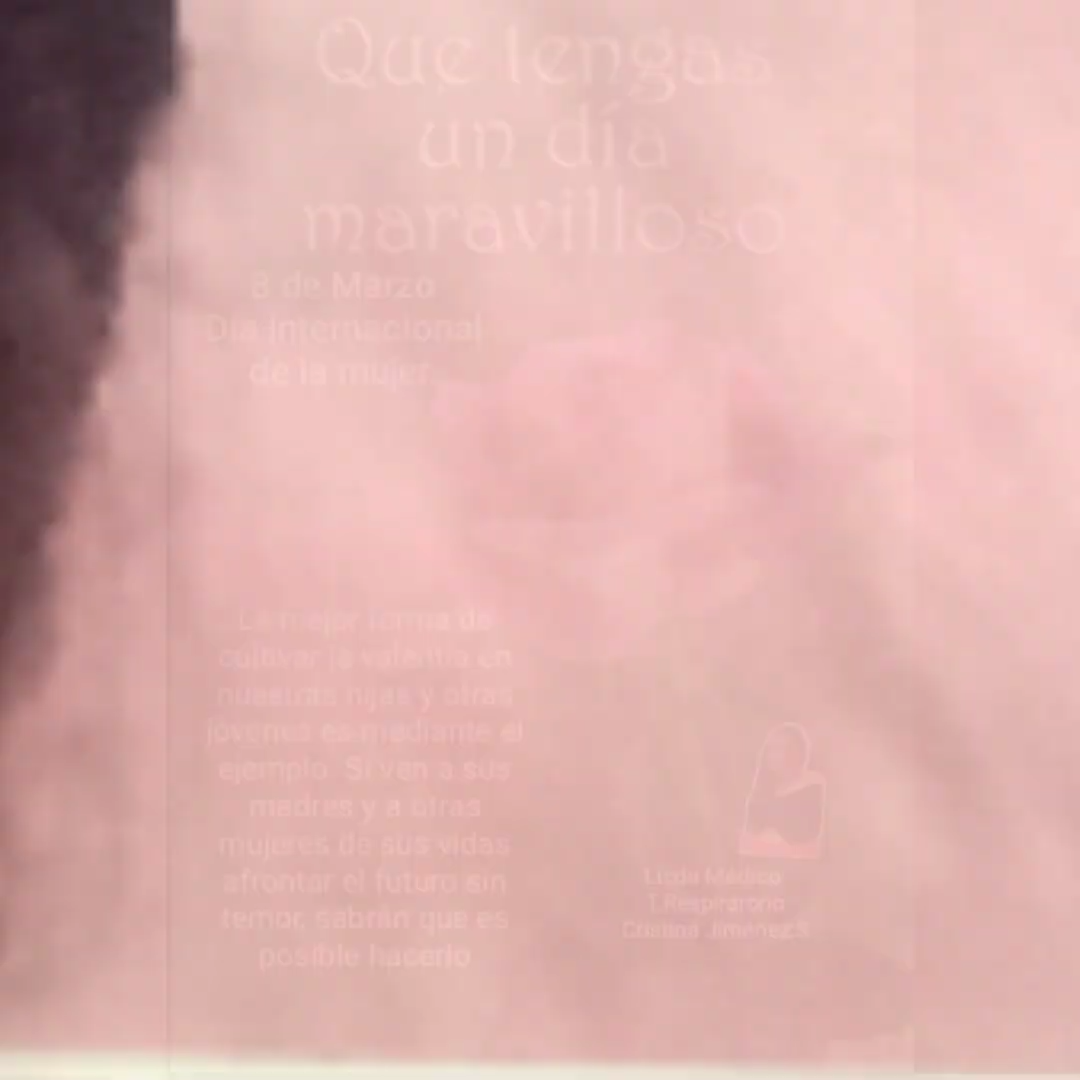 Que tengas
un día
maravilloso
8 de Marzo
Día Internacional
de la mujer
La mejor forma de
cultivar la valentía en
nuestras hijas y otras
jóvenes es mediante el
ejemplo. Si ven a sus
madres y a otras
mujeres de sus vidas
afrontar el futuro sin
temor, sabrán que es
posible hacerlo
T Respiratorio
Cristina Jiménez S